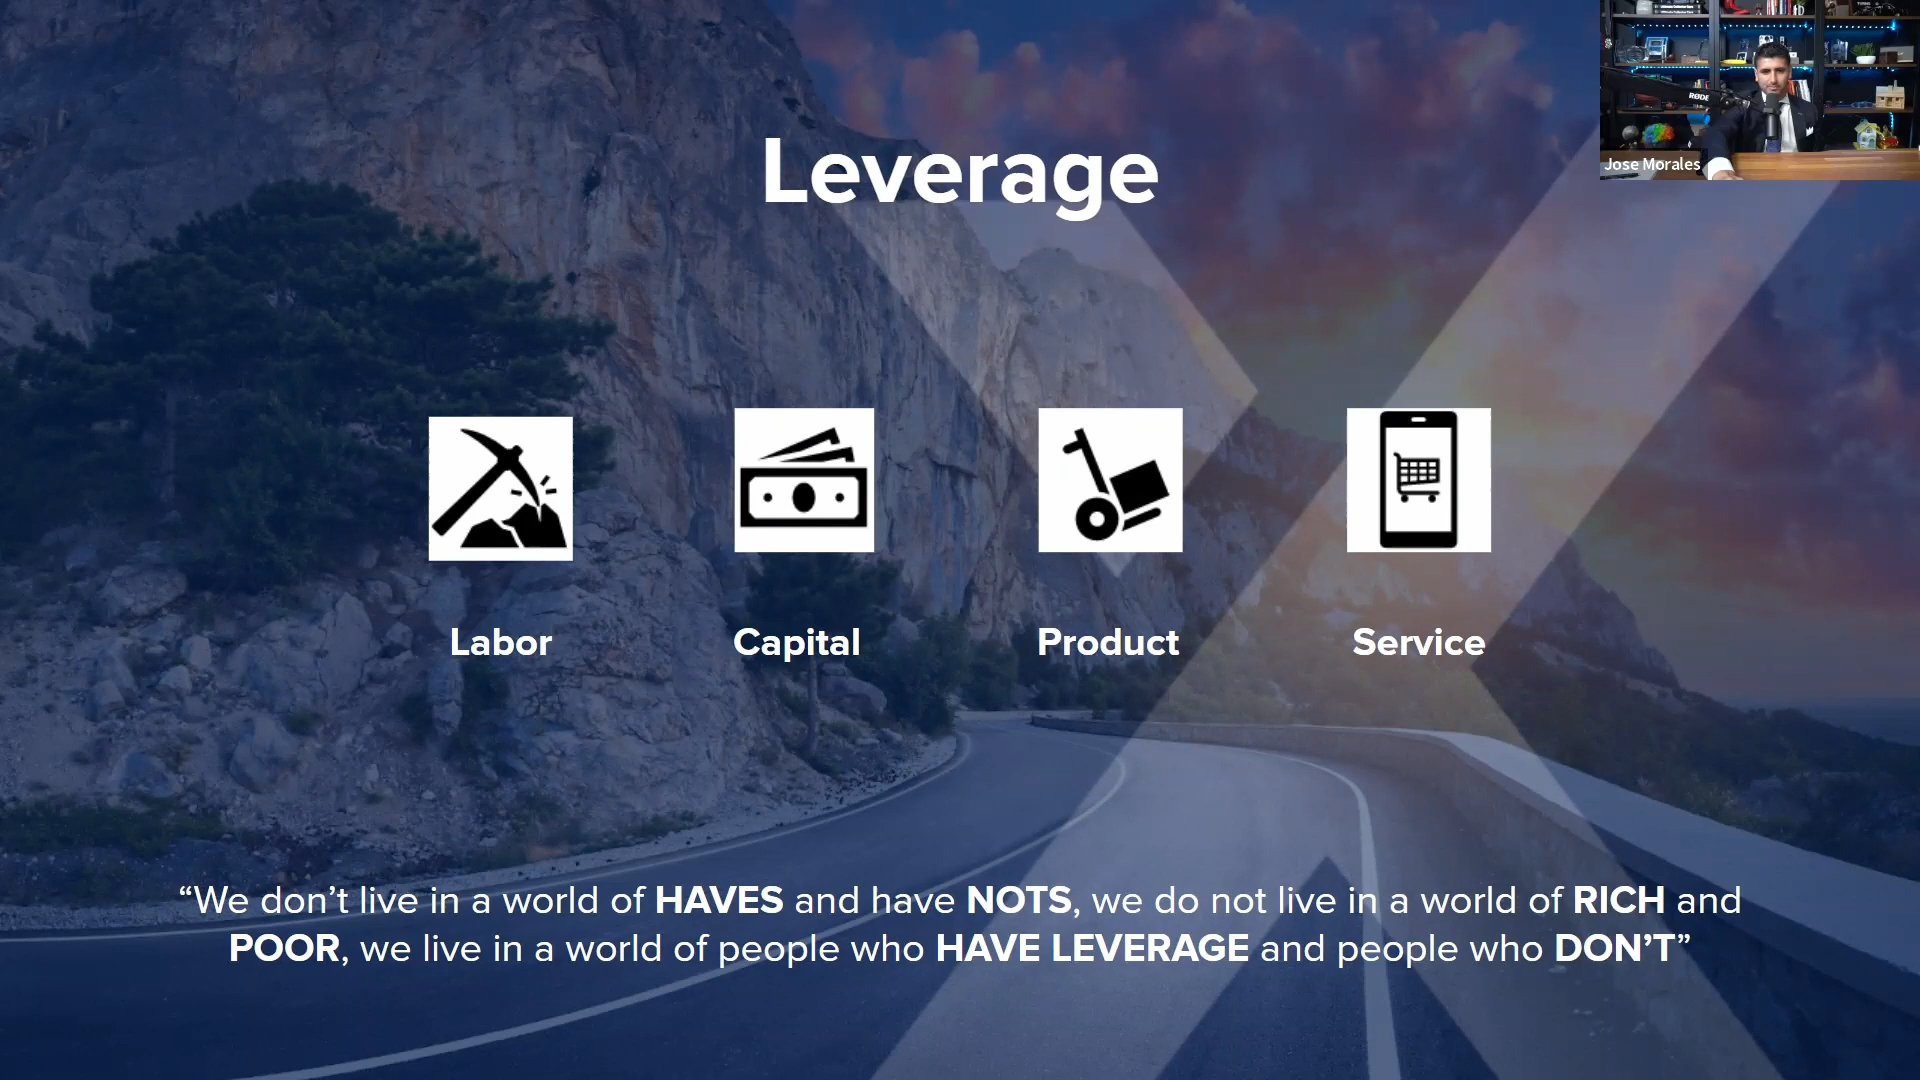 Leverage
RØDE
Jose Morales
Labor
Capital
Product
Service
“We don’t live in a world of HAVES and have NOTS, we do not live in a world of RICH and
POOR, we live in a world of people who HAVE LEVERAGE and people who DON’T”